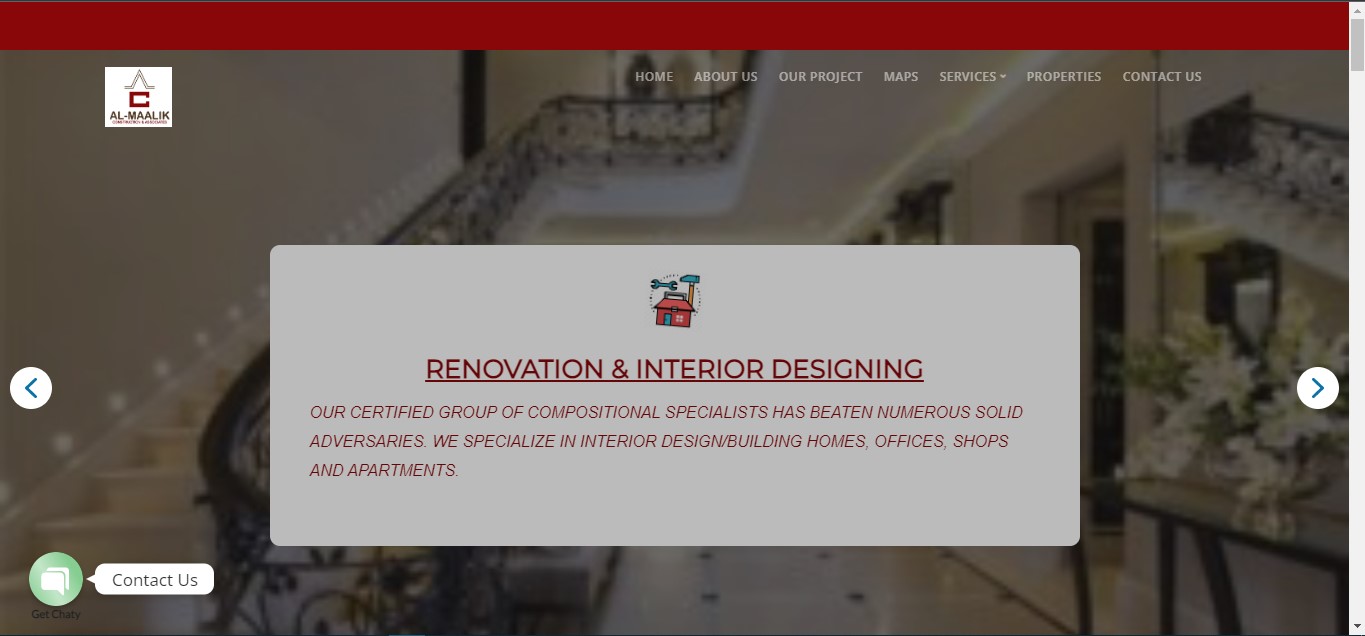 HOME ABOUT US OUR PROJECT MAPS SERVICES PROPERTIES CONTACT US
AL-MAALIK
CONSTRUCTION & ASSOCIATES
RENOVATION & INTERIOR DESIGNING
OUR CERTIFIED GROUP OF COMPOSITIONAL SPECIALISTS HAS BEATEN NUMEROUS SOLID
ADVERSARIES. WE SPECIALIZE IN INTERIOR DESIGN/BUILDING HOMES, OFFICES, SHOPS
AND APARTMENTS.
Contact Us
Get Chaty